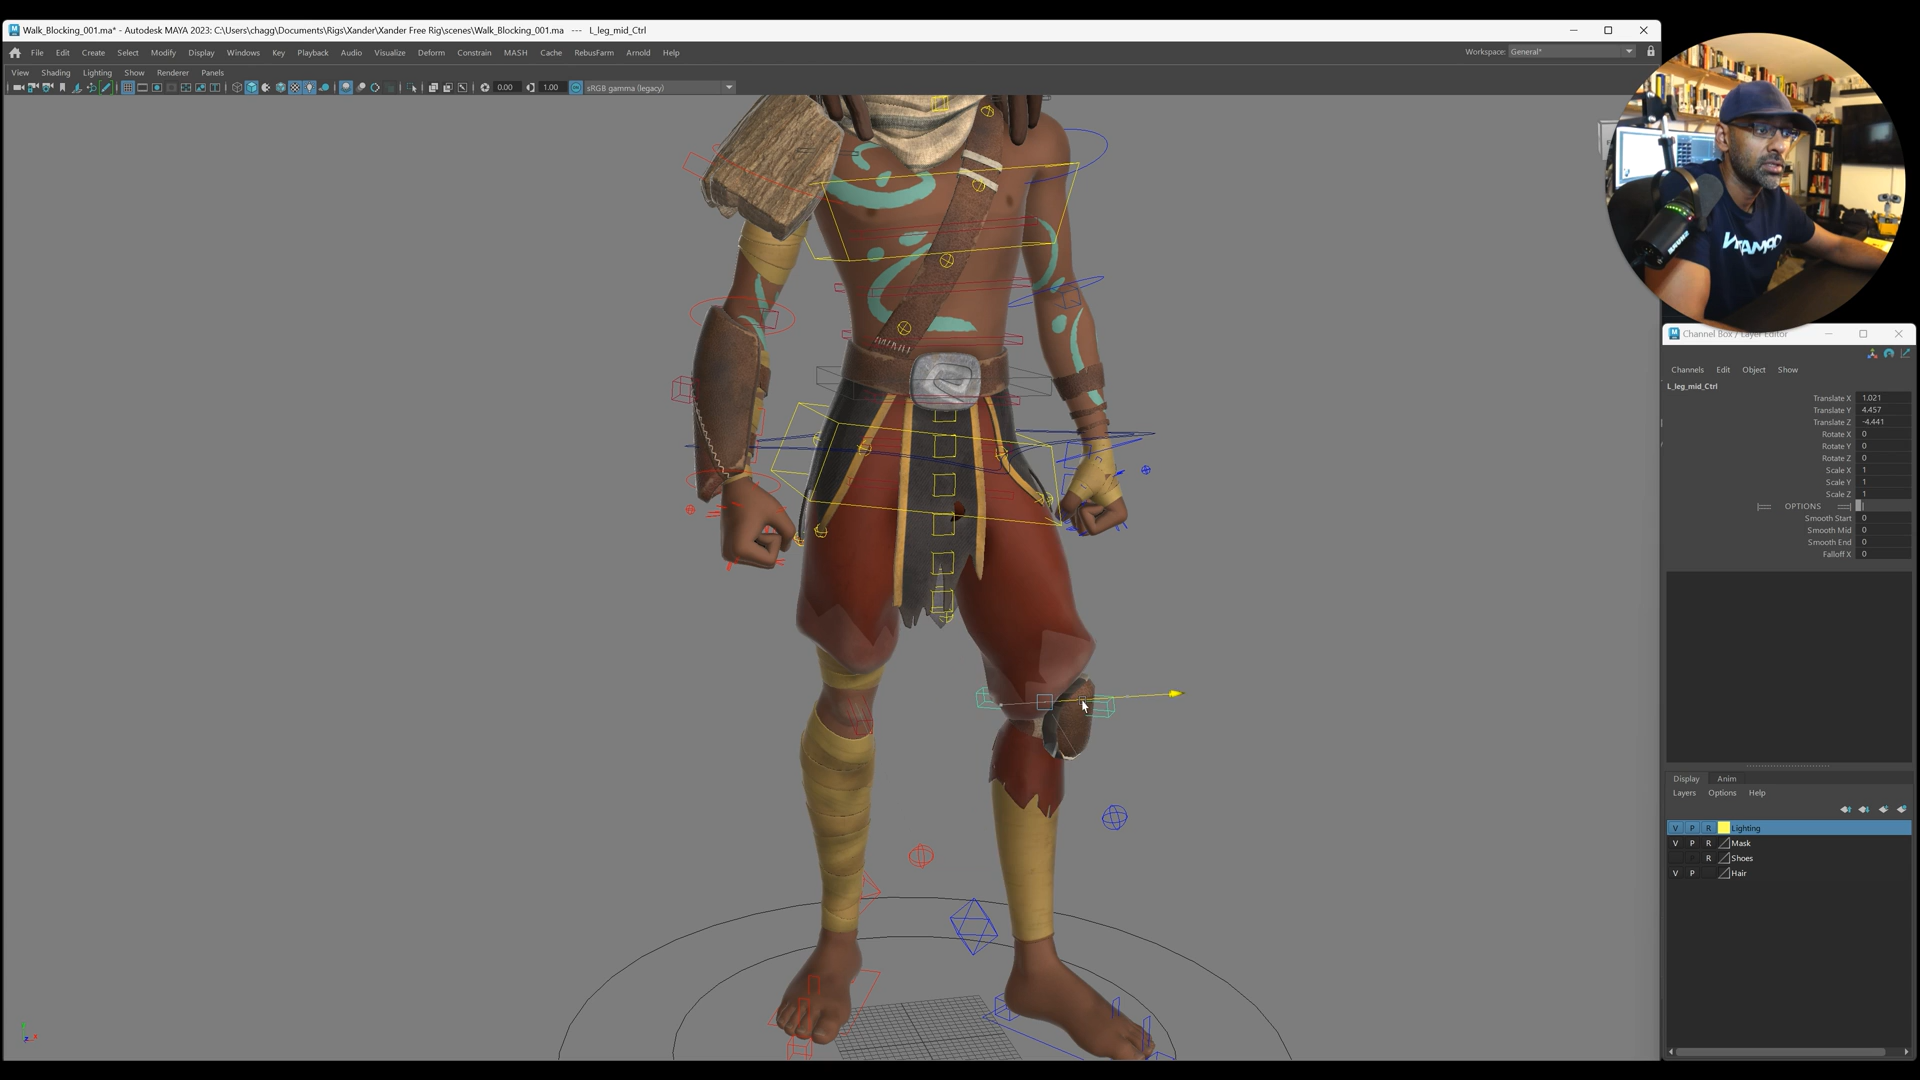 Walk_Blocking_001.ma* - Autodesk MAYA 2023: C:\Users\chagg\Documents\Rigs\Xander\Xander Free Rig\scenes\Walk_Blocking_001.ma --- L_leg_mid_Ctrl
File Edit Create Select Modify Display Windows Key Playback Audio Visualize Deform Constrain MASH Cache RebusFarm Arnold Help
Workspace: General*
View Shading Lighting Show Renderer Panels
0.00 1.00 sRGB gamma (legacy)
Channel Box / Layer Editor
Channels Edit Object Show
L_leg_mid_Ctrl
Translate X 1.021
Translate Y 4.457
Translate Z -4.441
Rotate X 0
Rotate Y 0
Rotate Z 0
Scale X 1
Scale Y 1
Scale Z 1
OPTIONS
Smooth Start 0
Smooth Mid 0
Smooth End 0
Falloff X 0
Display Anim
Layers Options Help
V P R Lighting
V P R Mask
R Shoes
V P Hair